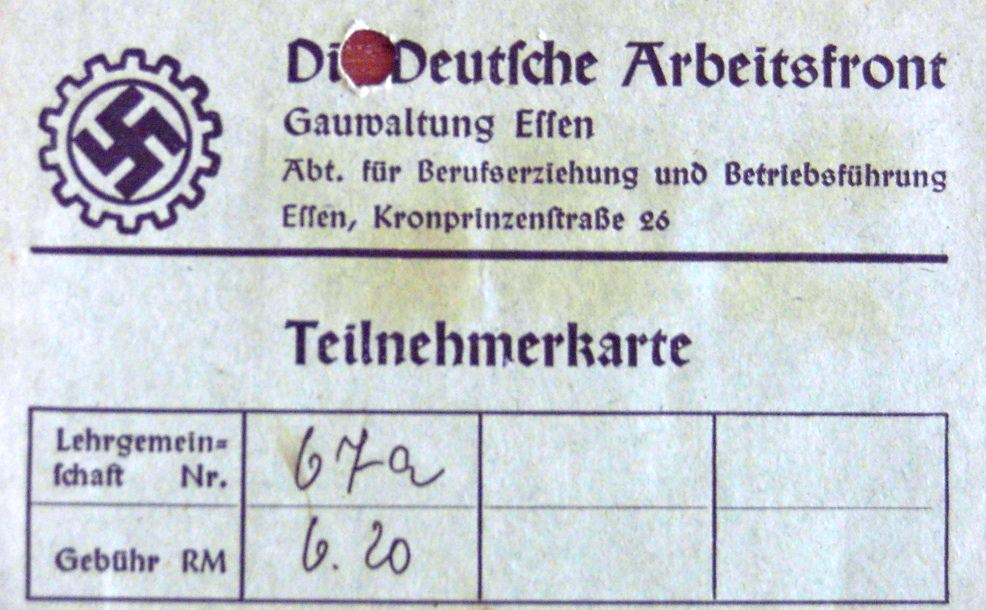 Die Deutſche Arbeitsfront
Gauwaltung Eſſen
Abt. für Berufserziehung und Betriebsführung
Eſſen, Kronprinzenſtraße 26
Teilnehmerkarte
Lehrgemein=
ſchaft Nr. 67a
Gebühr RM 6.20